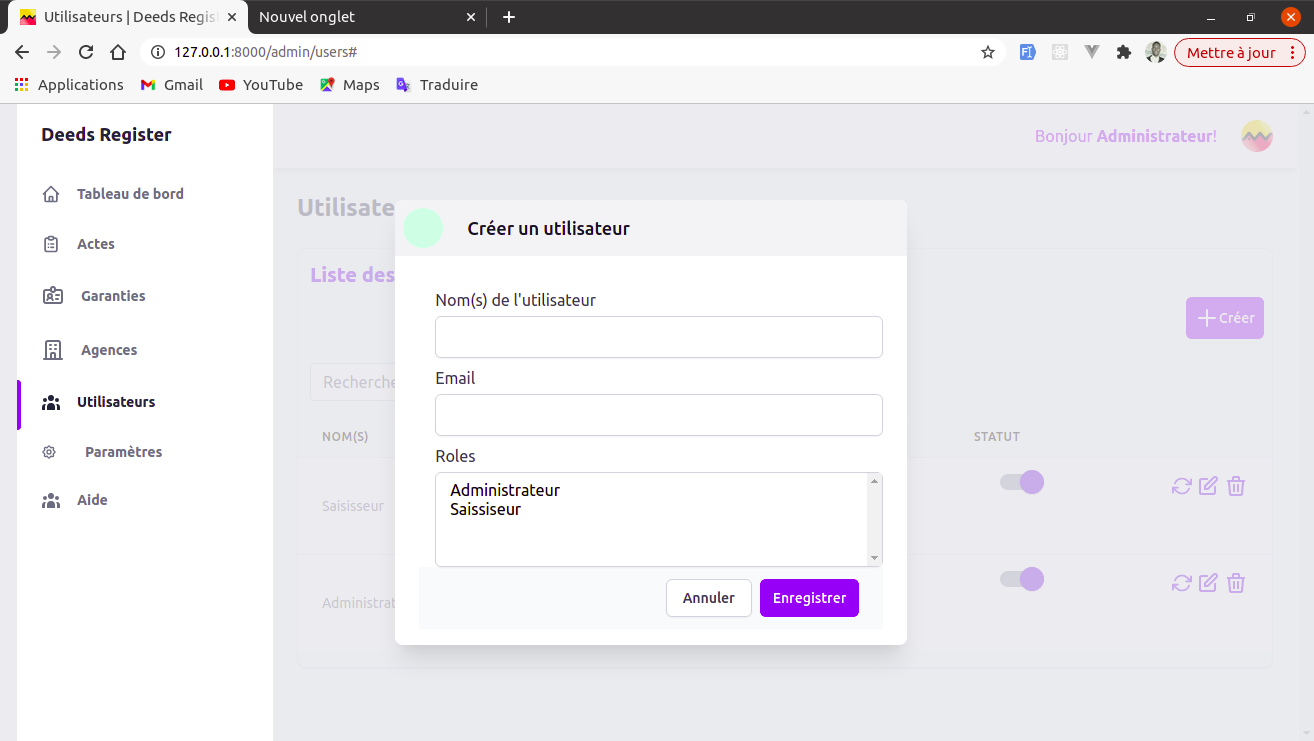 Utilisateurs | Deeds Regis
Nouvel onglet
127.0.0.1:8000/admin/users#
Mettre à jour
Applications
Gmail
YouTube
Maps
Traduire
Deeds Register
Bonjour Administrateur!
Tableau de bord
Actes
Garanties
Agences
Utilisateurs
Paramètres
Aide
Utilisate
Liste des
Créer
Recherche
NOM(S)
STATUT
Saisisseur
Administrat
Créer un utilisateur
Nom(s) de l'utilisateur
Email
Roles
Administrateur
Saissiseur
Annuler
Enregistrer